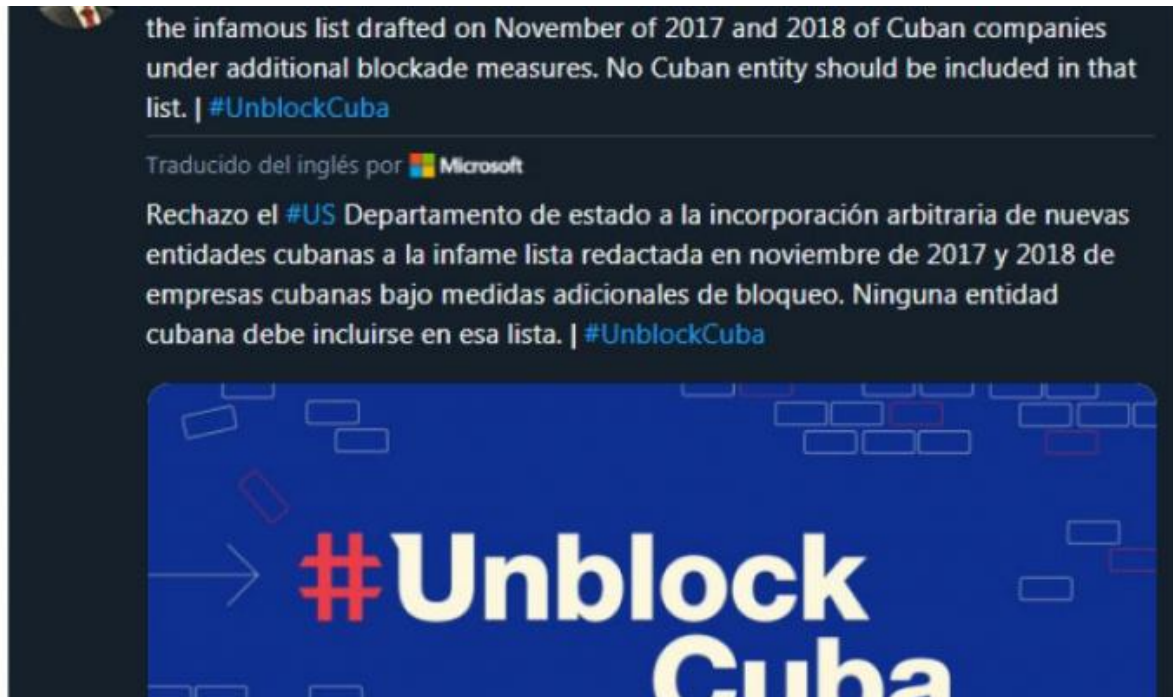 the infamous list drafted on November of 2017 and 2018 of Cuban companies
under additional blockade measures. No Cuban entity should be included in that
list. | #UnblockCuba
Traducido del inglés por Microsoft
Rechazo el #US Departamento de estado a la incorporación arbitraria de nuevas
entidades cubanas a la infame lista redactada en noviembre de 2017 y 2018 de
empresas cubanas bajo medidas adicionales de bloqueo. Ninguna entidad
cubana debe incluirse en esa lista. | #UnblockCuba
#Unblock
Cuba